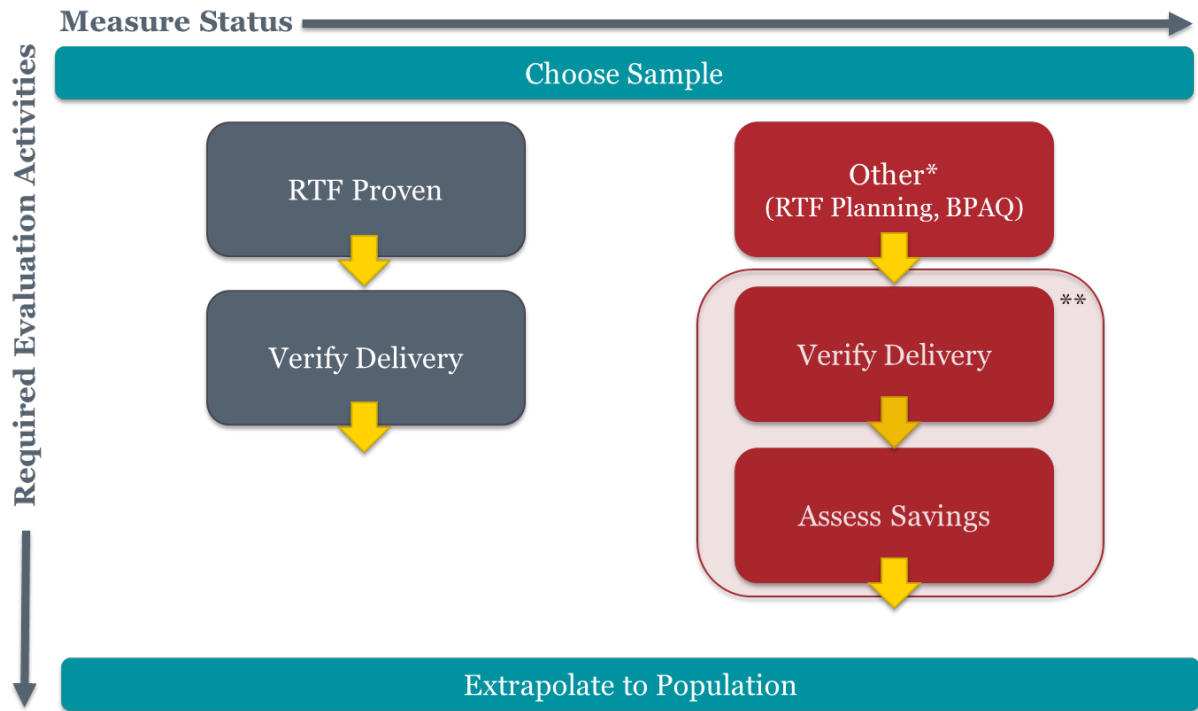 Measure Status
Required Evaluation Activities
Choose Sample
RTF Proven
Other*
(RTF Planning, BPAQ)
Verify Delivery
Verify Delivery
**
Assess Savings
Extrapolate to Population